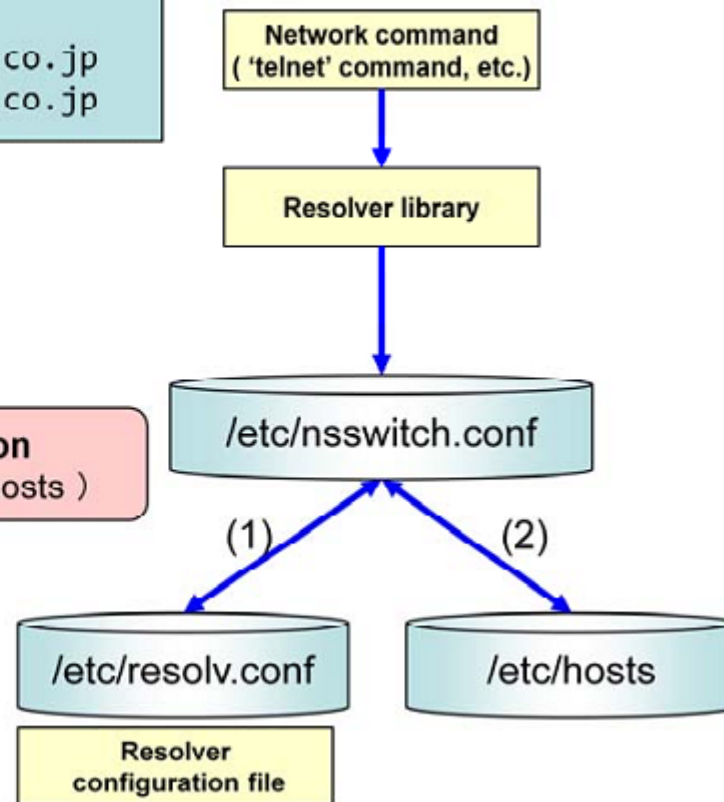 co.jp
co.jp
Network command
( 'telnet' command, etc.)
Resolver library
/etc/nsswitch.conf
on
osts )
(1)
(2)
/etc/resolv.conf
/etc/hosts
Resolver
configuration file